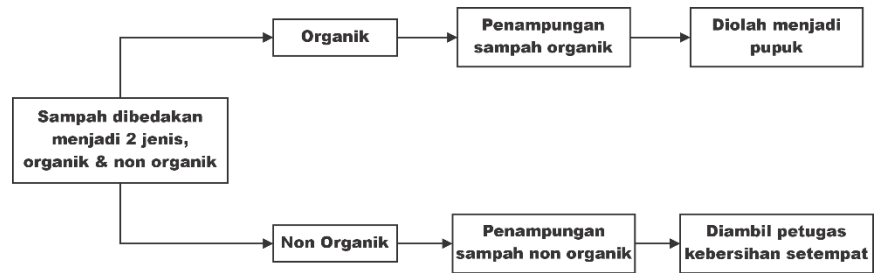 Organik
Penampungan
sampah organik
Diolah menjadi
pupuk
Sampah dibedakan
menjadi 2 jenis,
organik & non organik
Non Organik
Penampungan
sampah non organik
Diambil petugas
kebersihan setempat